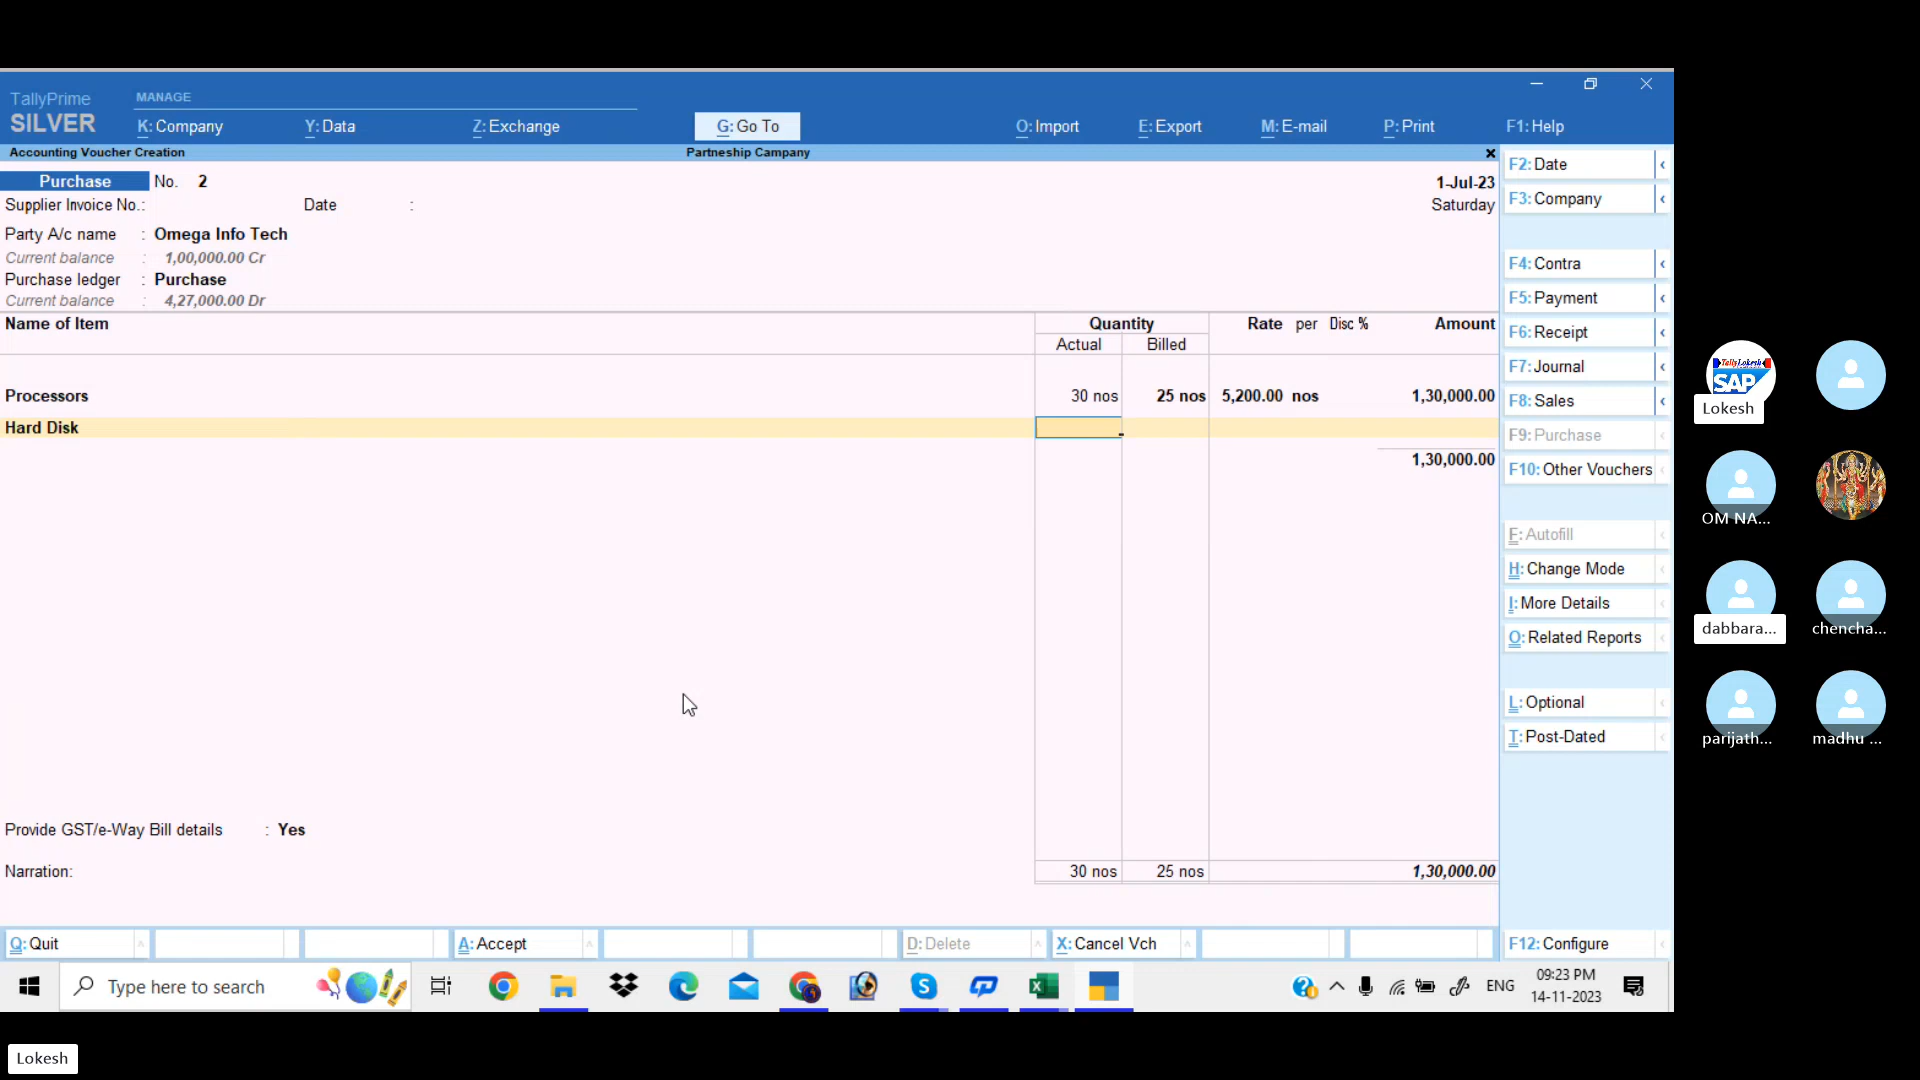 TallyPrime
SILVER
MANAGE
K: Company
Y: Data
Z: Exchange
G: Go To
O: Import
E: Export
M: E-mail
P: Print
F1: Help
Accounting Voucher Creation
Partneship Campany
Purchase No. 2
1-Jul-23
Supplier Invoice No.:
Date :
Saturday
Party A/c name : Omega Info Tech
Current balance : 1,00,000.00 Cr
Purchase ledger : Purchase
Current balance : 4,27,000.00 Dr
Name of Item
Quantity
Rate per Disc % Amount
Actual Billed
Processors 30 nos 25 nos 5,200.00 nos 1,30,000.00
Hard Disk
1,30,000.00
Provide GST/e-Way Bill details : Yes
Narration:
30 nos 25 nos 1,30,000.00
Q: Quit
A: Accept
D: Delete
X: Cancel Vch
F2: Date
F3: Company
F4: Contra
F5: Payment
F6: Receipt
F7: Journal
F8: Sales
F9: Purchase
F10: Other Vouchers
F: Autofill
H: Change Mode
I: More Details
O: Related Reports
L: Optional
T: Post-Dated
F12: Configure
Type here to search
ENG
09:23 PM
14-11-2023
TallyLokesh
SAP
Lokesh
OM NA...
dabbara...
chencha...
parijath...
madhu ...
Lokesh